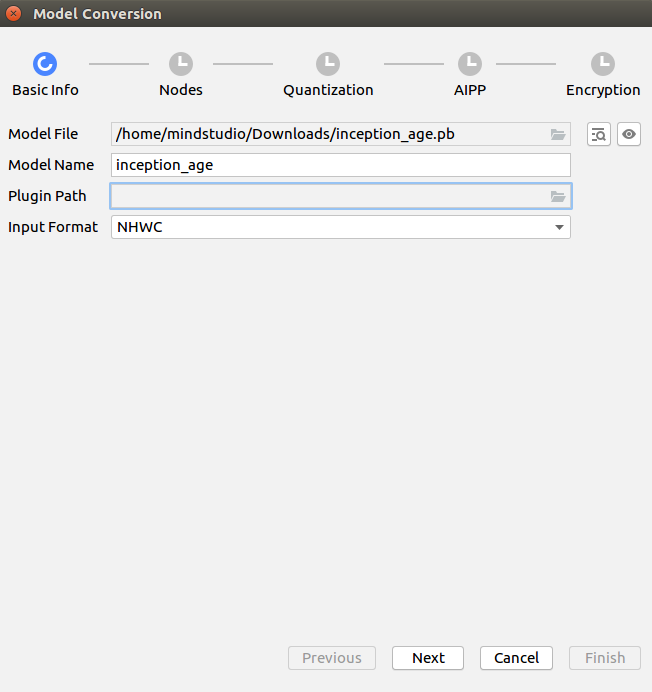 Model Conversion
Basic Info Nodes Quantization AIPP Encryption
Model File /home/mindstudio/Downloads/inception_age.pb
Model Name inception_age
Plugin Path
Input Format NHWC
Previous Next Cancel Finish